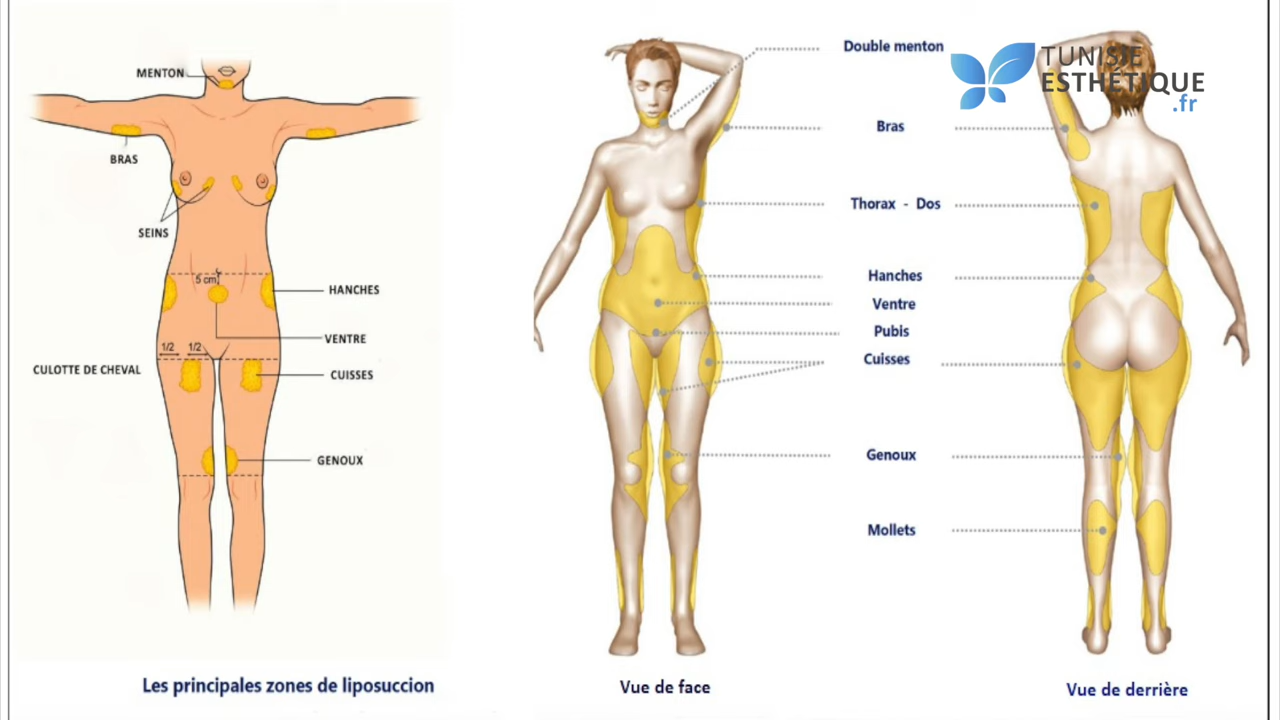 MENTON
BRAS
SEINS
5 cm
HANCHES
VENTRE
1/2 1/2
CULOTTE DE CHEVAL
CUISSES
GENOUX
Les principales zones de liposuccion
Double menton
Bras
Thorax - Dos
Hanches
Ventre
Pubis
Cuisses
Genoux
Mollets
Vue de face
Vue de derrière
TUNISIE
ESTHÉTIQUE
.fr